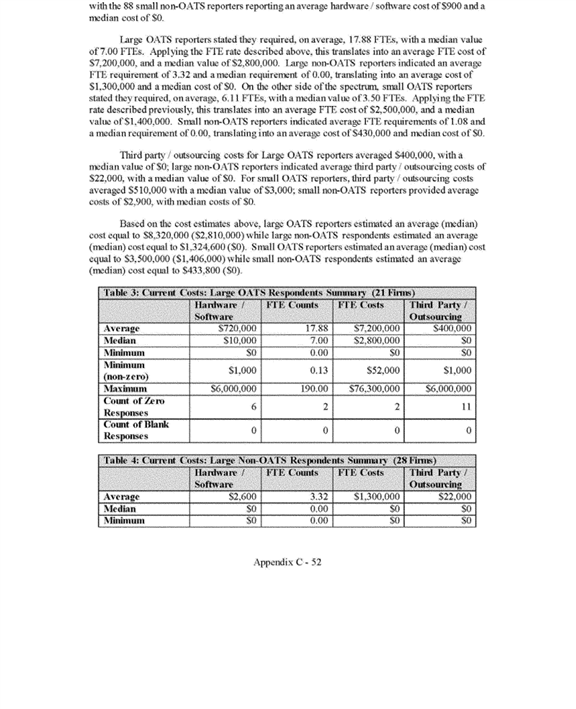 with the 88 small non-OATS reporters reporting an average hardware / software cost of $900 and a
median cost of $0.
Large OATS reporters stated they required, on average, 17.88 FTEs, with a median value
of 7.00 FTEs. Applying the FTE rate described above, this translates into an average FTE cost of
$7,200,000, and a median value of $2,800,000. Large non-OATS reporters indicated an average
FTE requirement of 3.32 and a median requirement of 0.00, translating into an average cost of
$1,300,000 and a median cost of $0. On the other side of the spectrum, small OATS reporters
stated they required, on average, 6.11 FTEs, with a median value of 3.50 FTEs. Applying the FTE
rate described previously, this translates into an average FTE cost of $2,500,000, and a median
value of $1,400,000. Small non-OATS reporters indicated average FTE requirements of 1.08 and
a median requirement of 0.00, translating into an average cost of $430,000 and median cost of $0.
Third party / outsourcing costs for Large OATS reporters averaged $400,000, with a
median value of $0; large non-OATS reporters indicated average third party / outsourcing costs of
$22,000, with a median value of $0. For small OATS reporters, third party / outsourcing costs
averaged $510,000 with a median value of $3,000; small non-OATS reporters provided average
costs of $2,900, with median costs of $0.
Based on the cost estimates above, large OATS reporters estimated an average (median)
cost equal to $8,320,000 ($2,810,000) while large non-OATS respondents estimated an average
(median) cost equal to $1,324,600 ($0). Small OATS reporters estimated an average (median) cost
equal to $3,500,000 ($1,406,000) while small non-OATS respondents estimated an average
(median) cost equal to $433,800 ($0).
Table 3: Current Costs: Large OATS Respondents Summary (21 Firms)
Hardware / FTE Counts FTE Costs Third Party /
Software Outsourcing
Average $720,000 17.88 $7,200,000 $400,000
Median $10,000 7.00 $2,800,000 $0
Minimum $0 0.00 $0 $0
Minimum
(non-zero) $1,000 0.13 $52,000 $1,000
Maximum $6,000,000 190.00 $76,300,000 $6,000,000
Count of Zero
Responses 6 2 2 11
Count of Blank
Responses 0 0 0 0
Table 4: Current Costs: Large Non-OATS Respondents Summary (28 Firms)
Hardware / FTE Counts FTE Costs Third Party /
Software Outsourcing
Average $2,600 3.32 $1,300,000 $22,000
Median $0 0.00 $0 $0
Minimum $0 0.00 $0 $0
Appendix C - 52